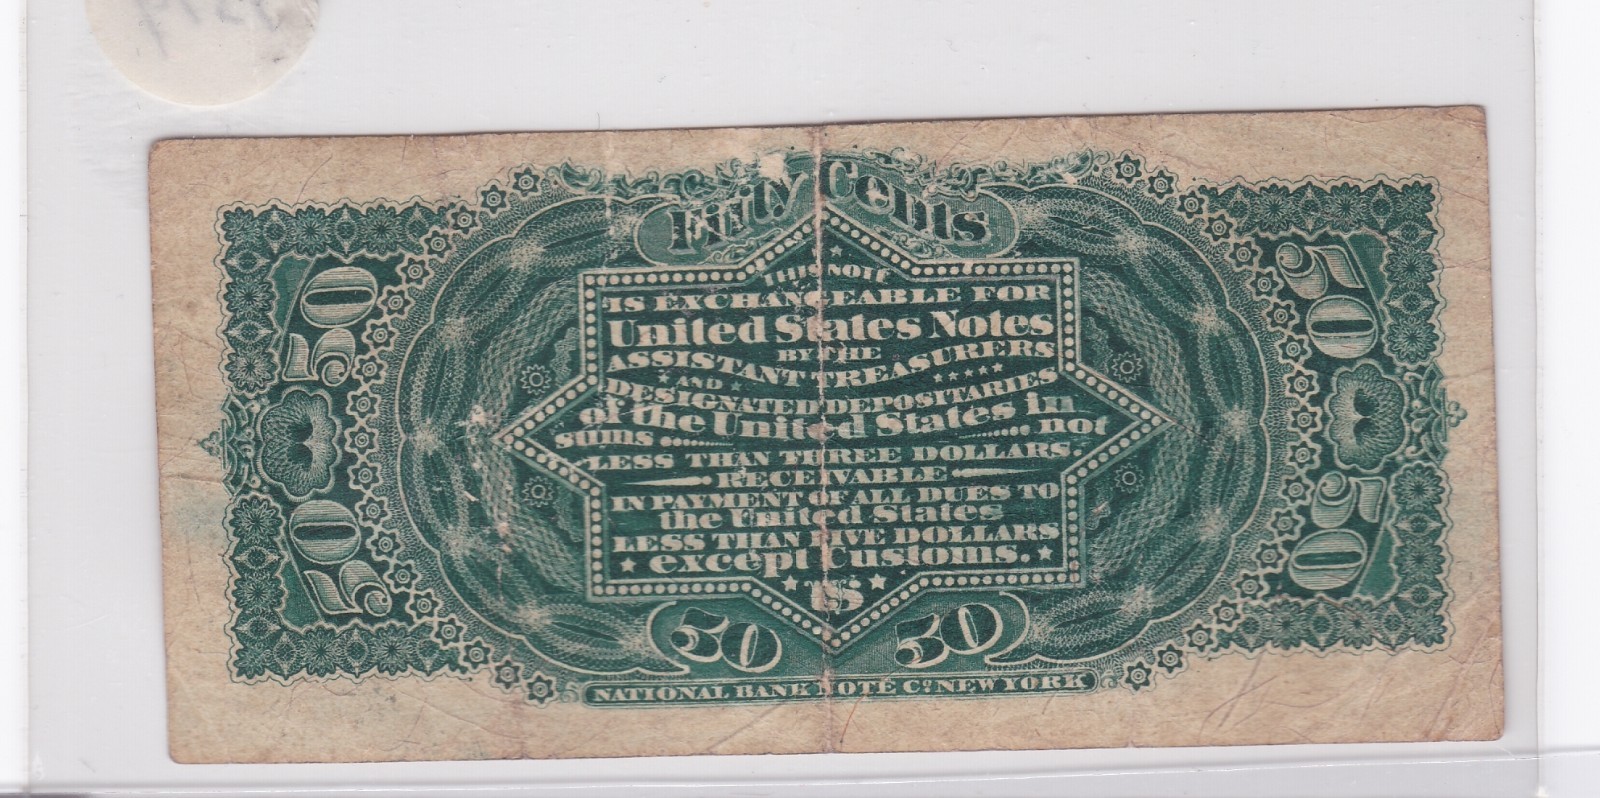 Fifty Cents
50
50
50
50
THIS NOTE
IS EXCHANGEABLE FOR
United States Notes
BY THE
ASSISTANT TREASURERS
AND
DESIGNATED DEPOSITARIES
of the United States in
sums not
LESS THAN THREE DOLLARS
RECEIVABLE
IN PAYMENT OF ALL DUES TO
the United States
LESS THAN FIVE DOLLARS
except Customs.
US
50 50
NATIONAL BANK NOTE Co NEW YORK